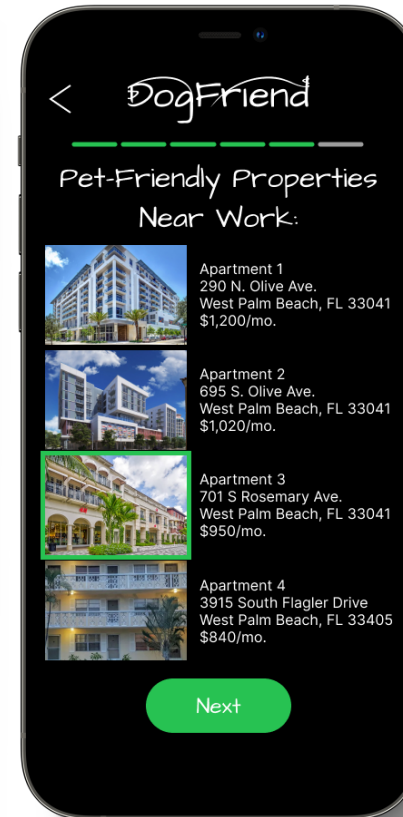 DogFriend
Pet-Friendly Properties
Near Work:
Apartment 1
290 N. Olive Ave.
West Palm Beach, FL 33041
$1,200/mo.
Apartment 2
695 S. Olive Ave.
West Palm Beach, FL 33041
$1,020/mo.
Apartment 3
701 S Rosemary Ave.
West Palm Beach, FL 33041
$950/mo.
Apartment 4
3915 South Flagler Drive
West Palm Beach, FL 33405
$840/mo.
Next